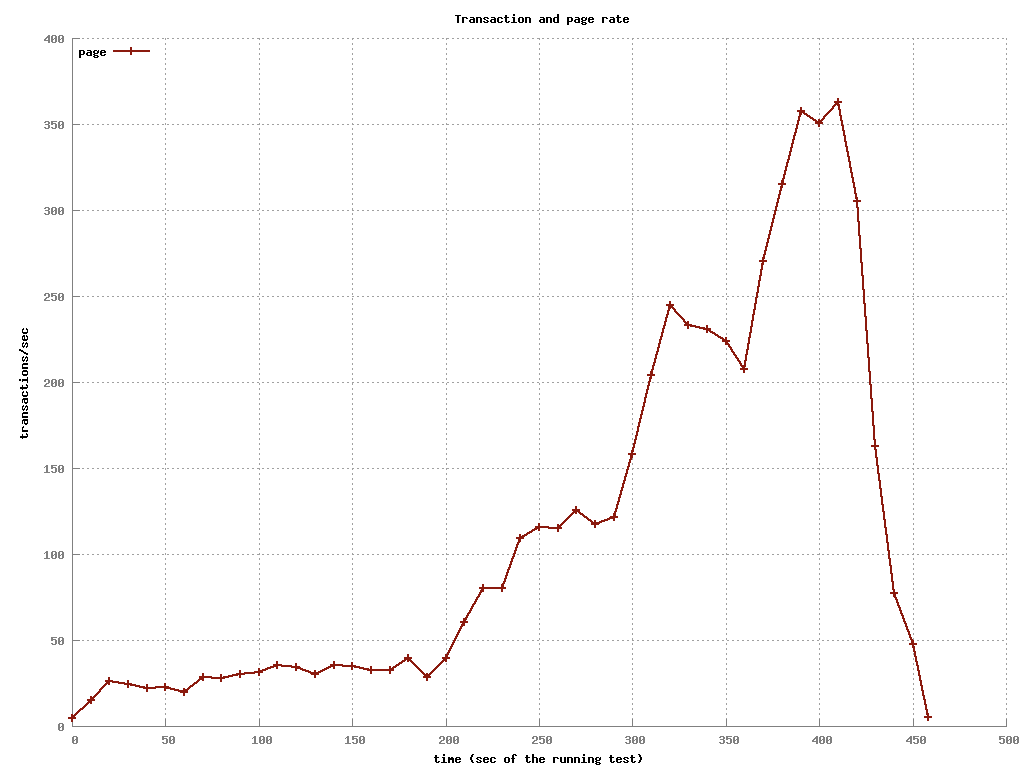 Transaction and page rate
400
page
350
300
250
transactions/sec
200
150
100
50
0
0 50 100 150 200 250 300 350 400 450 500
time (sec of the running test)